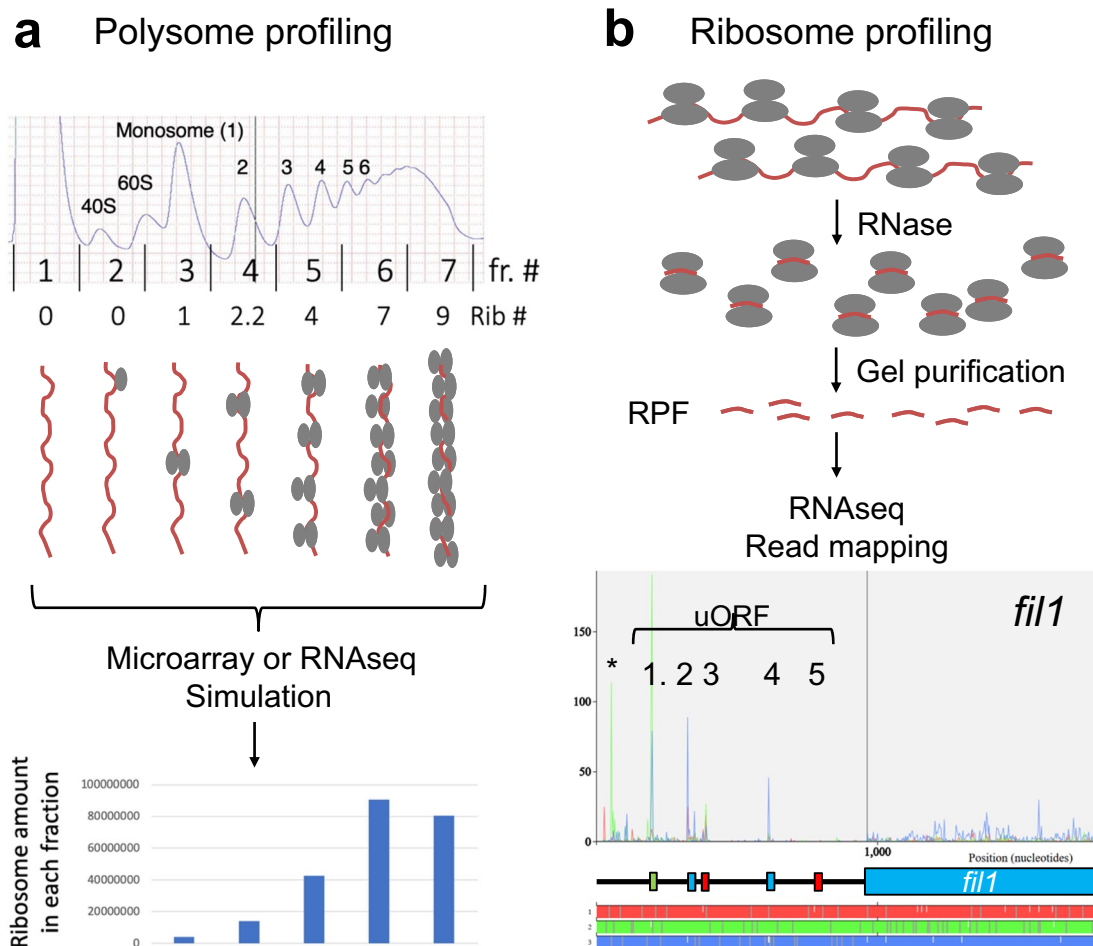 a Polysome profiling
Monosome (1)
60S
40S
2
3
4
5 6
1 2 3 4 5 6 7 fr. #
0 0 1 2.2 4 7 9 Rib #
Microarray or RNAseq
Simulation
Ribosome amount
in each fraction
100000000
80000000
60000000
40000000
20000000
0
b Ribosome profiling
RNase
Gel purification
RPF
RNAseq
Read mapping
fil1
uORF
* 1. 2 3 4 5
150
100
50
0
1,000
Position (nucleotides)
fil1
1
2
3